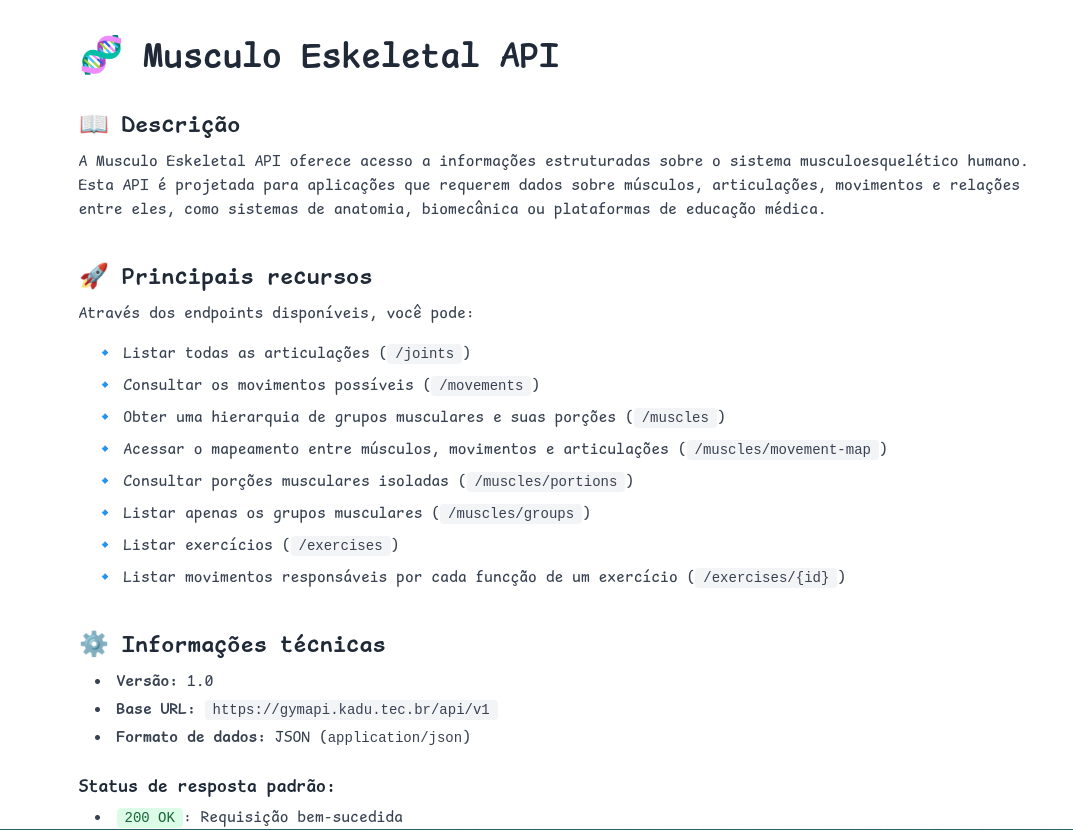 Musculo Eskeletal API
Descrição
A Musculo Eskeletal API oferece acesso a informações estruturadas sobre o sistema musculoesquelético humano.
Esta API é projetada para aplicações que requerem dados sobre músculos, articulações, movimentos e relações
entre eles, como sistemas de anatomia, biomecânica ou plataformas de educação médica.
Principais recursos
Através dos endpoints disponíveis, você pode:
Listar todas as articulações ( /joints )
Consultar os movimentos possíveis ( /movements )
Obter uma hierarquia de grupos musculares e suas porções ( /muscles )
Acessar o mapeamento entre músculos, movimentos e articulações ( /muscles/movement-map )
Consultar porções musculares isoladas ( /muscles/portions )
Listar apenas os grupos musculares ( /muscles/groups )
Listar exercícios ( /exercises )
Listar movimentos responsáveis por cada funcção de um exercício ( /exercises/{id} )
Informações técnicas
Versão: 1.0
Base URL: https://gymapi.kadu.tec.br/api/v1
Formato de dados: JSON (application/json)
Status de resposta padrão:
200 OK : Requisição bem-sucedida